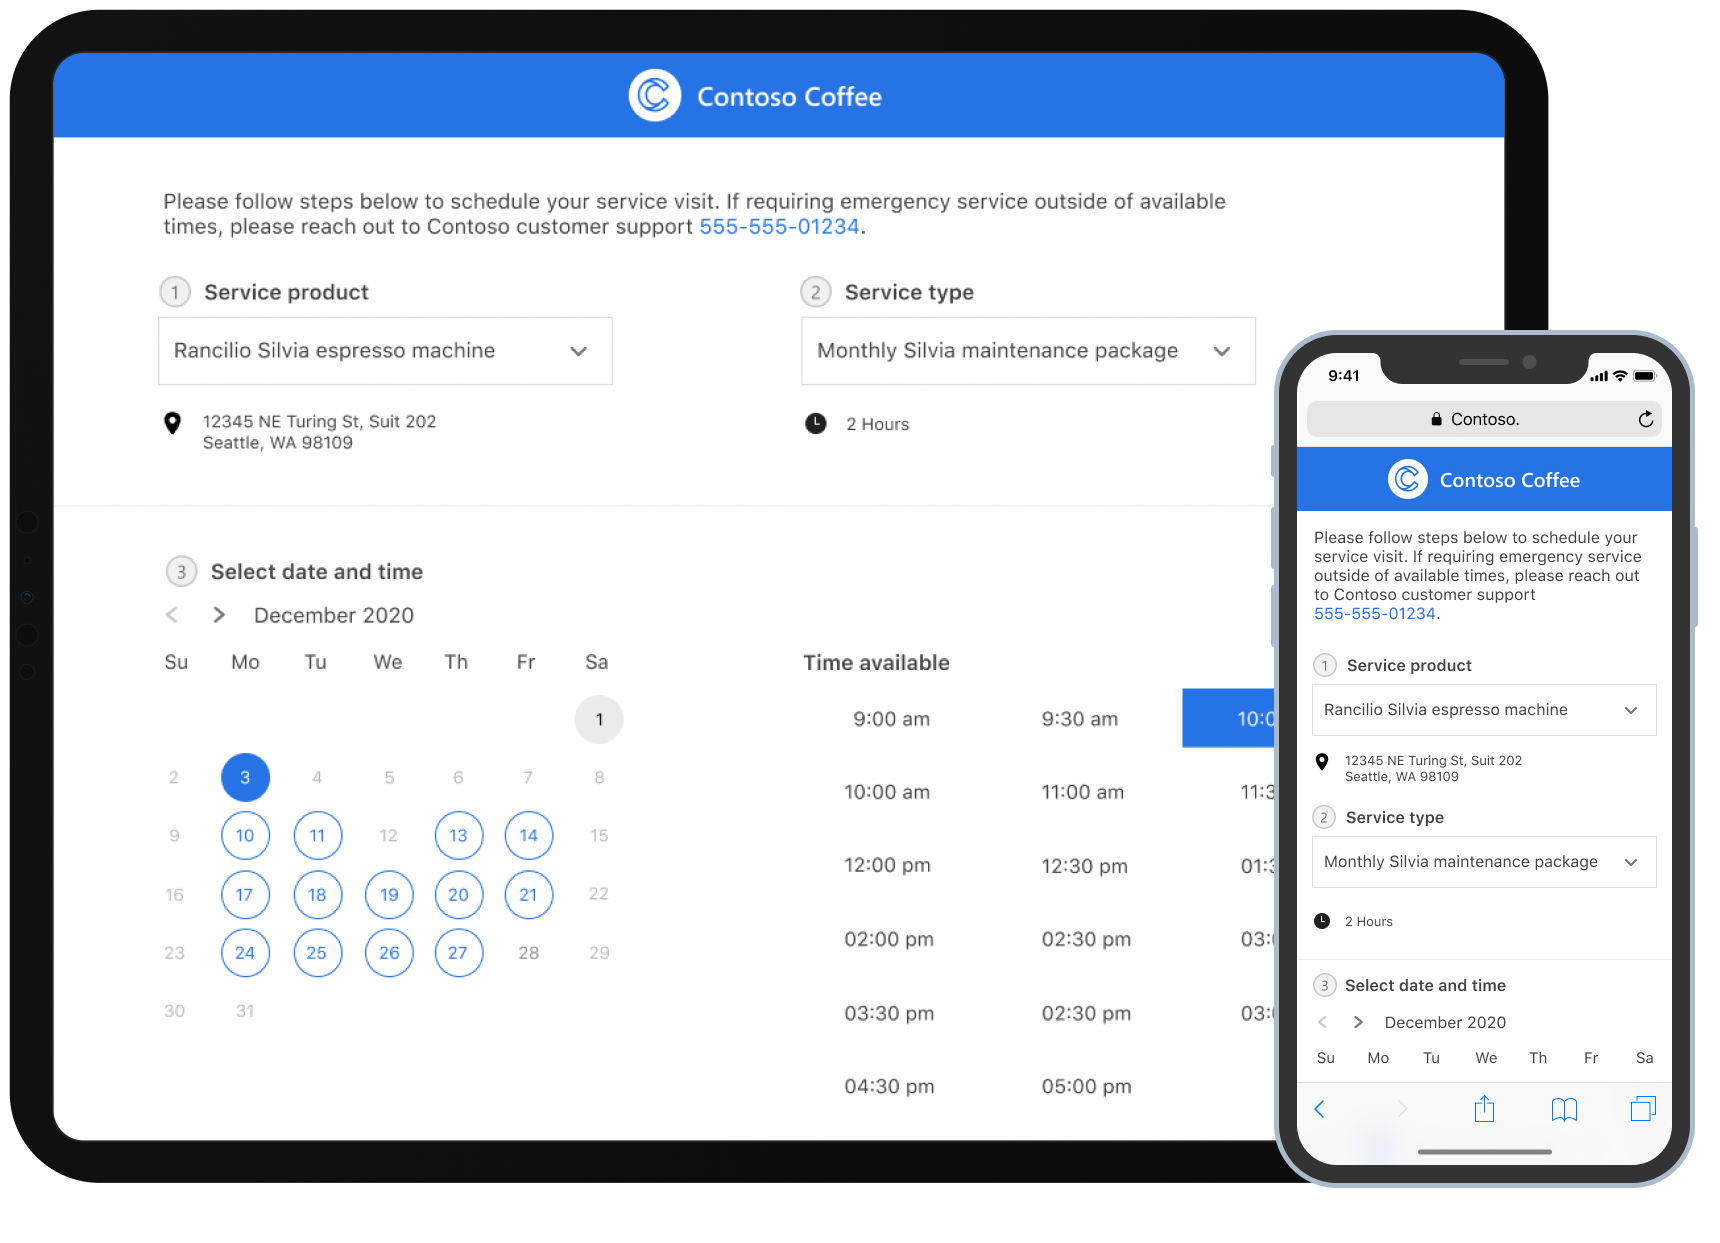 Contoso Coffee
Please follow steps below to schedule your service visit. If requiring emergency service outside of available
times, please reach out to Contoso customer support 555-555-01234.
1 Service product
Rancilio Silvia espresso machine
12345 NE Turing St, Suit 202
Seattle, WA 98109
2 Service type
Monthly Silvia maintenance package
2 Hours
3 Select date and time
December 2020
Su Mo Tu We Th Fr Sa
1
2 3 4 5 6 7 8
9 10 11 12 13 14 15
16 17 18 19 20 21 22
23 24 25 26 27 28 29
30 31
Time available
9:00 am 9:30 am
10:00 am 11:00 am
12:00 pm 12:30 pm
02:00 pm 02:30 pm
03:30 pm 02:30 pm
04:30 pm 05:00 pm
9:41
Contoso.
Contoso Coffee
Please follow steps below to schedule your
service visit. If requiring emergency service
outside of available times, please reach out
to Contoso customer support
555-555-01234.
1 Service product
Rancilio Silvia espresso machine
12345 NE Turing St, Suit 202
Seattle, WA 98109
2 Service type
Monthly Silvia maintenance package
2 Hours
3 Select date and time
December 2020
Su Mo Tu We Th Fr Sa